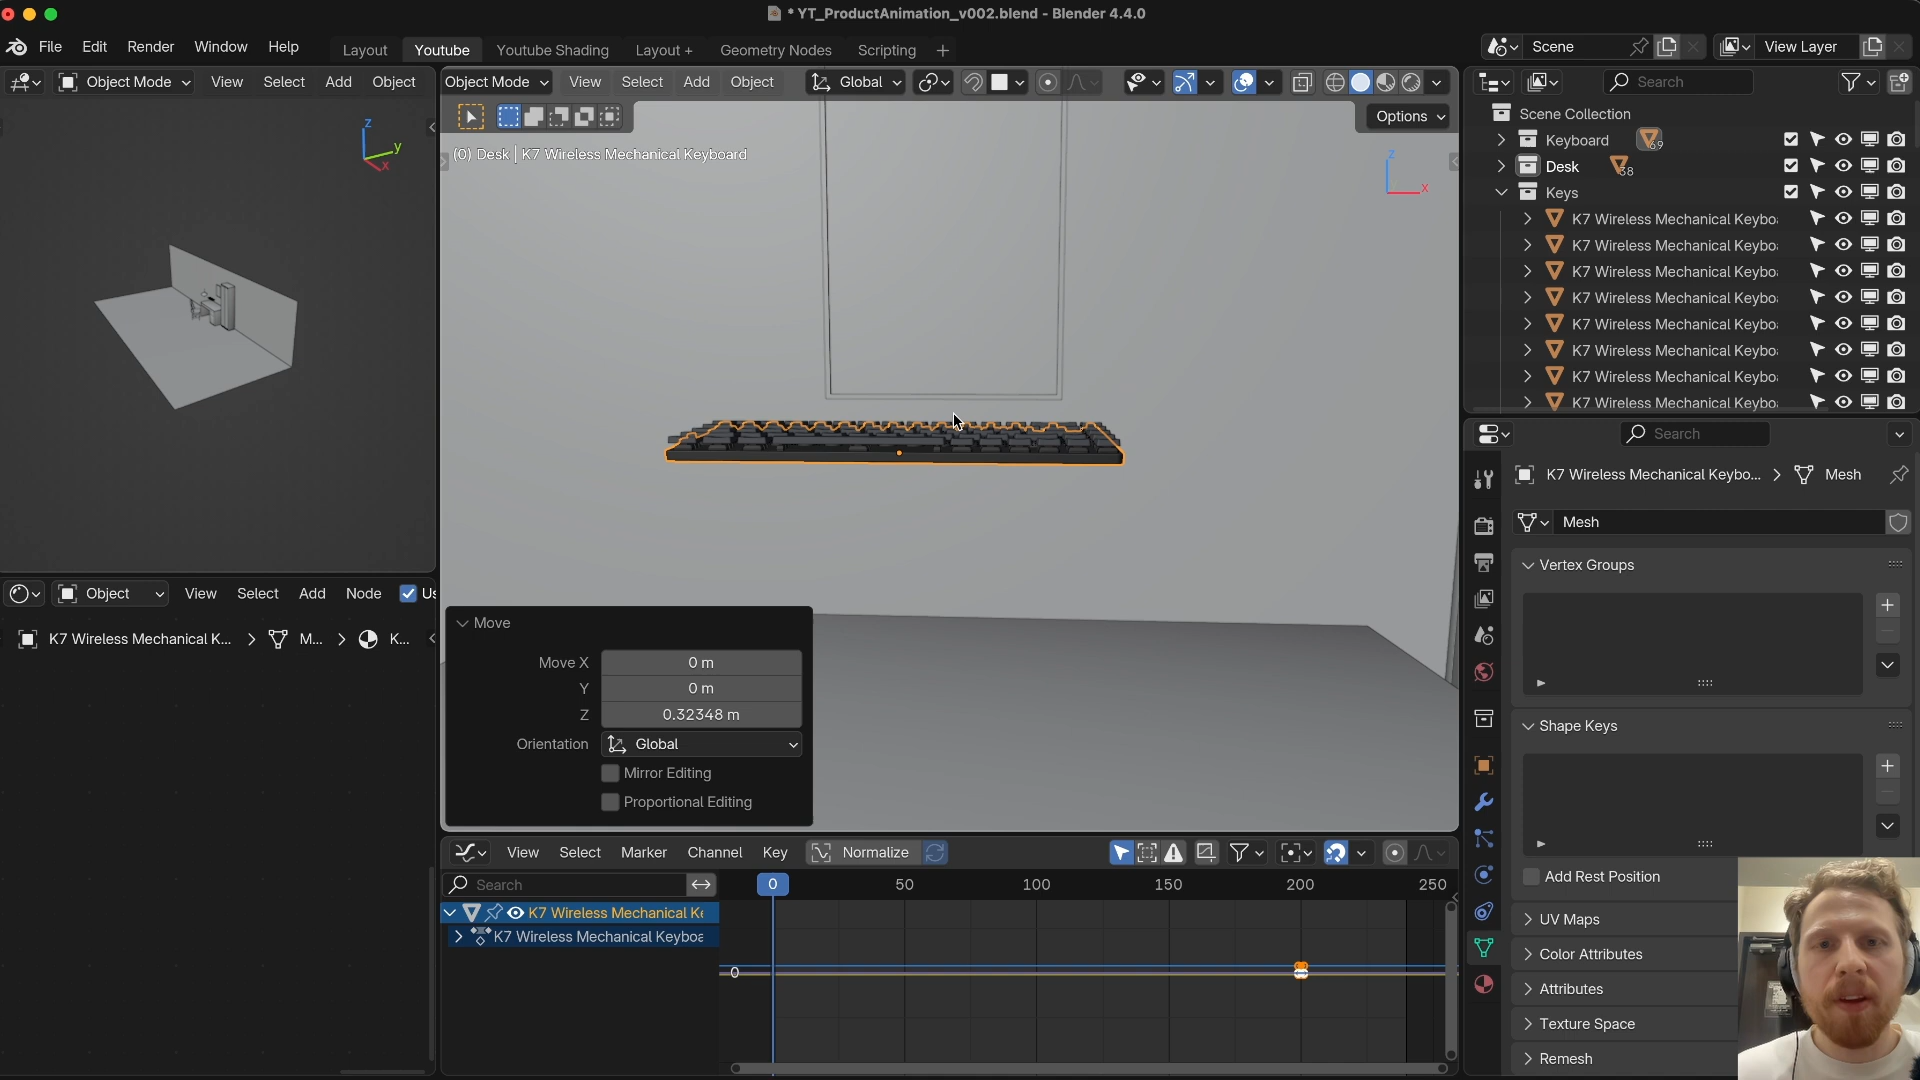 * YT_ProductAnimation_v002.blend - Blender 4.4.0
File Edit Render Window Help Layout Youtube Youtube Shading Layout + Geometry Nodes Scripting + Scene View Layer
Object Mode View Select Add Object
Object Mode View Select Add Object Global
Search
Options
(0) Desk | K7 Wireless Mechanical Keyboard
z
y
x
z
x
Scene Collection
Keyboard 69
Desk 38
Keys
K7 Wireless Mechanical Keybo
K7 Wireless Mechanical Keybo
K7 Wireless Mechanical Keybo
K7 Wireless Mechanical Keybo
K7 Wireless Mechanical Keybo
K7 Wireless Mechanical Keybo
K7 Wireless Mechanical Keybo
K7 Wireless Mechanical Keybo
Search
K7 Wireless Mechanical Keybo... > Mesh
Mesh
Vertex Groups
Shape Keys
Add Rest Position
UV Maps
Color Attributes
Attributes
Texture Space
Remesh
Object View Select Add Node Us
K7 Wireless Mechanical K... > M... > K...
Move
Move X 0 m
Y 0 m
Z 0.32348 m
Orientation Global
Mirror Editing
Proportional Editing
View Select Marker Channel Key Normalize
Search 0 50 100 150 200 250
K7 Wireless Mechanical Ke
K7 Wireless Mechanical Keyboa
0